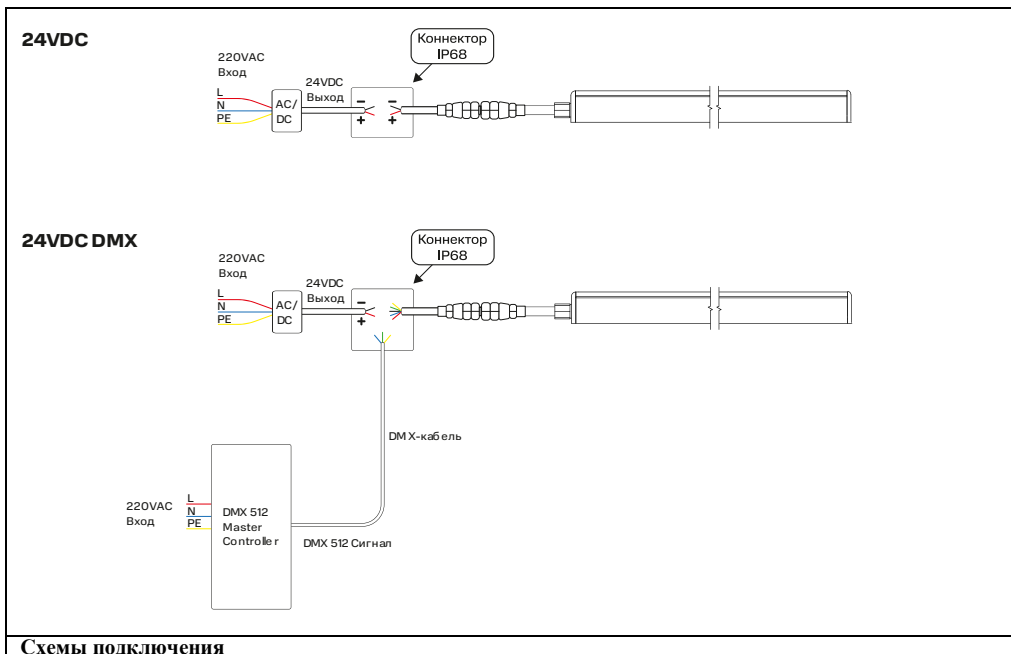 24VDC
Коннектор
IP68
220VAC
Вход
24VDC
Выход
L
N
PE
AC/
DC
– –
+ +
24VDC DMX
Коннектор
IP68
220VAC
Вход
24VDC
Выход
L
N
PE
AC/
DC
–
+
DMX-кабель
220VAC
Вход
L
N
PE
DMX 512
Master
Controller
DMX 512 Сигнал
Схемы подключения